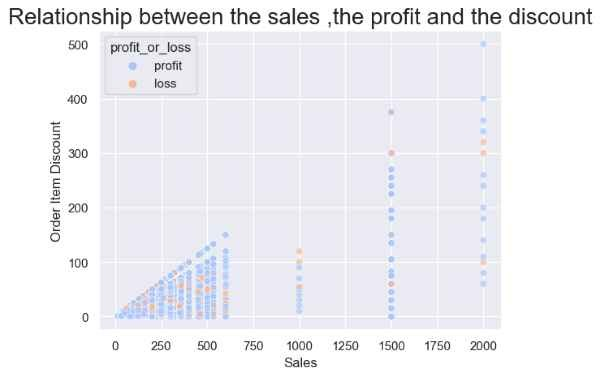 Relationship between the sales ,the profit and the discount
profit_or_loss
profit
loss
Order Item Discount
500
400
300
200
100
0
0 250 500 750 1000 1250 1500 1750 2000
Sales